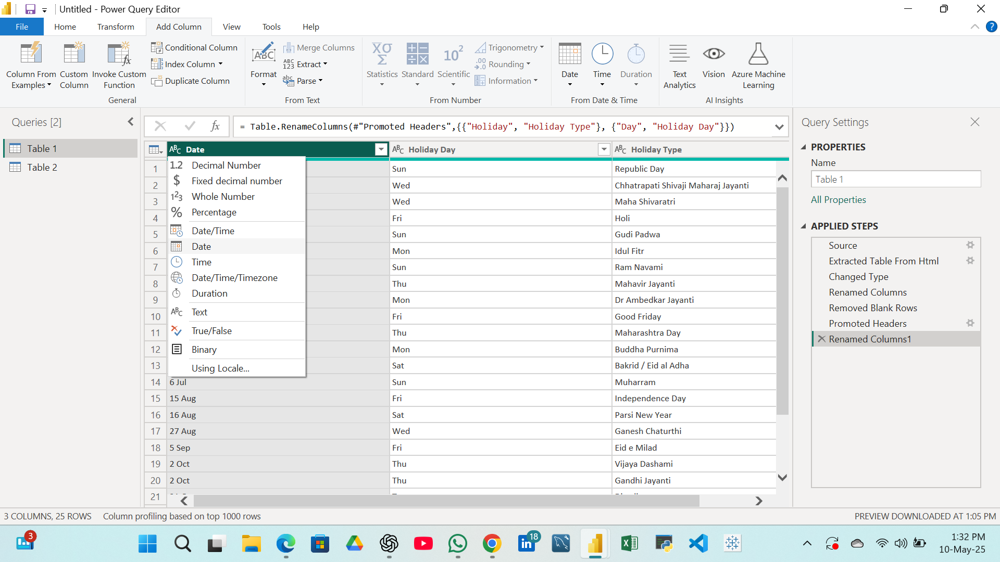 Untitled - Power Query Editor
File Home Transform Add Column View Tools Help
Column From Examples
Custom Column
Invoke Custom Function
Conditional Column
Index Column
Duplicate Column
General
Format
Merge Columns
Extract
Parse
From Text
Statistics
Standard
Scientific
Trigonometry
Rounding
Information
From Number
Date
Time
Duration
From Date & Time
Text Analytics
Vision
Azure Machine Learning
AI Insights
Queries [2]
Table 1
Table 2
= Table.RenameColumns(#"Promoted Headers",{{"Holiday", "Holiday Type"}, {"Day", "Holiday Day"}})
Date Holiday Day Holiday Type
1.2 Decimal Number
$ Fixed decimal number
123 Whole Number
% Percentage
Date/Time
Date
Time
Date/Time/Timezone
Duration
ABC Text
True/False
Binary
Using Locale...
1 Sun Republic Day
2 Wed Chhatrapati Shivaji Maharaj Jayanti
3 Wed Maha Shivaratri
4 Fri Holi
5 Sun Gudi Padwa
6 Mon Idul Fitr
7 Sun Ram Navami
8 Thu Mahavir Jayanti
9 Mon Dr Ambedkar Jayanti
10 Fri Good Friday
11 Thu Maharashtra Day
12 Mon Buddha Purnima
13 Sat Bakrid / Eid al Adha
14 6 Jul Sun Muharram
15 15 Aug Fri Independence Day
16 16 Aug Sat Parsi New Year
17 27 Aug Wed Ganesh Chaturthi
18 5 Sep Fri Eid e Milad
19 2 Oct Thu Vijaya Dashami
20 2 Oct Thu Gandhi Jayanti
21
Query Settings
PROPERTIES
Name
Table 1
All Properties
APPLIED STEPS
Source
Extracted Table From Html
Changed Type
Renamed Columns
Removed Blank Rows
Promoted Headers
Renamed Columns1
3 COLUMNS, 25 ROWS Column profiling based on top 1000 rows
PREVIEW DOWNLOADED AT 1:05 PM
3
18
1:32 PM
10-May-25